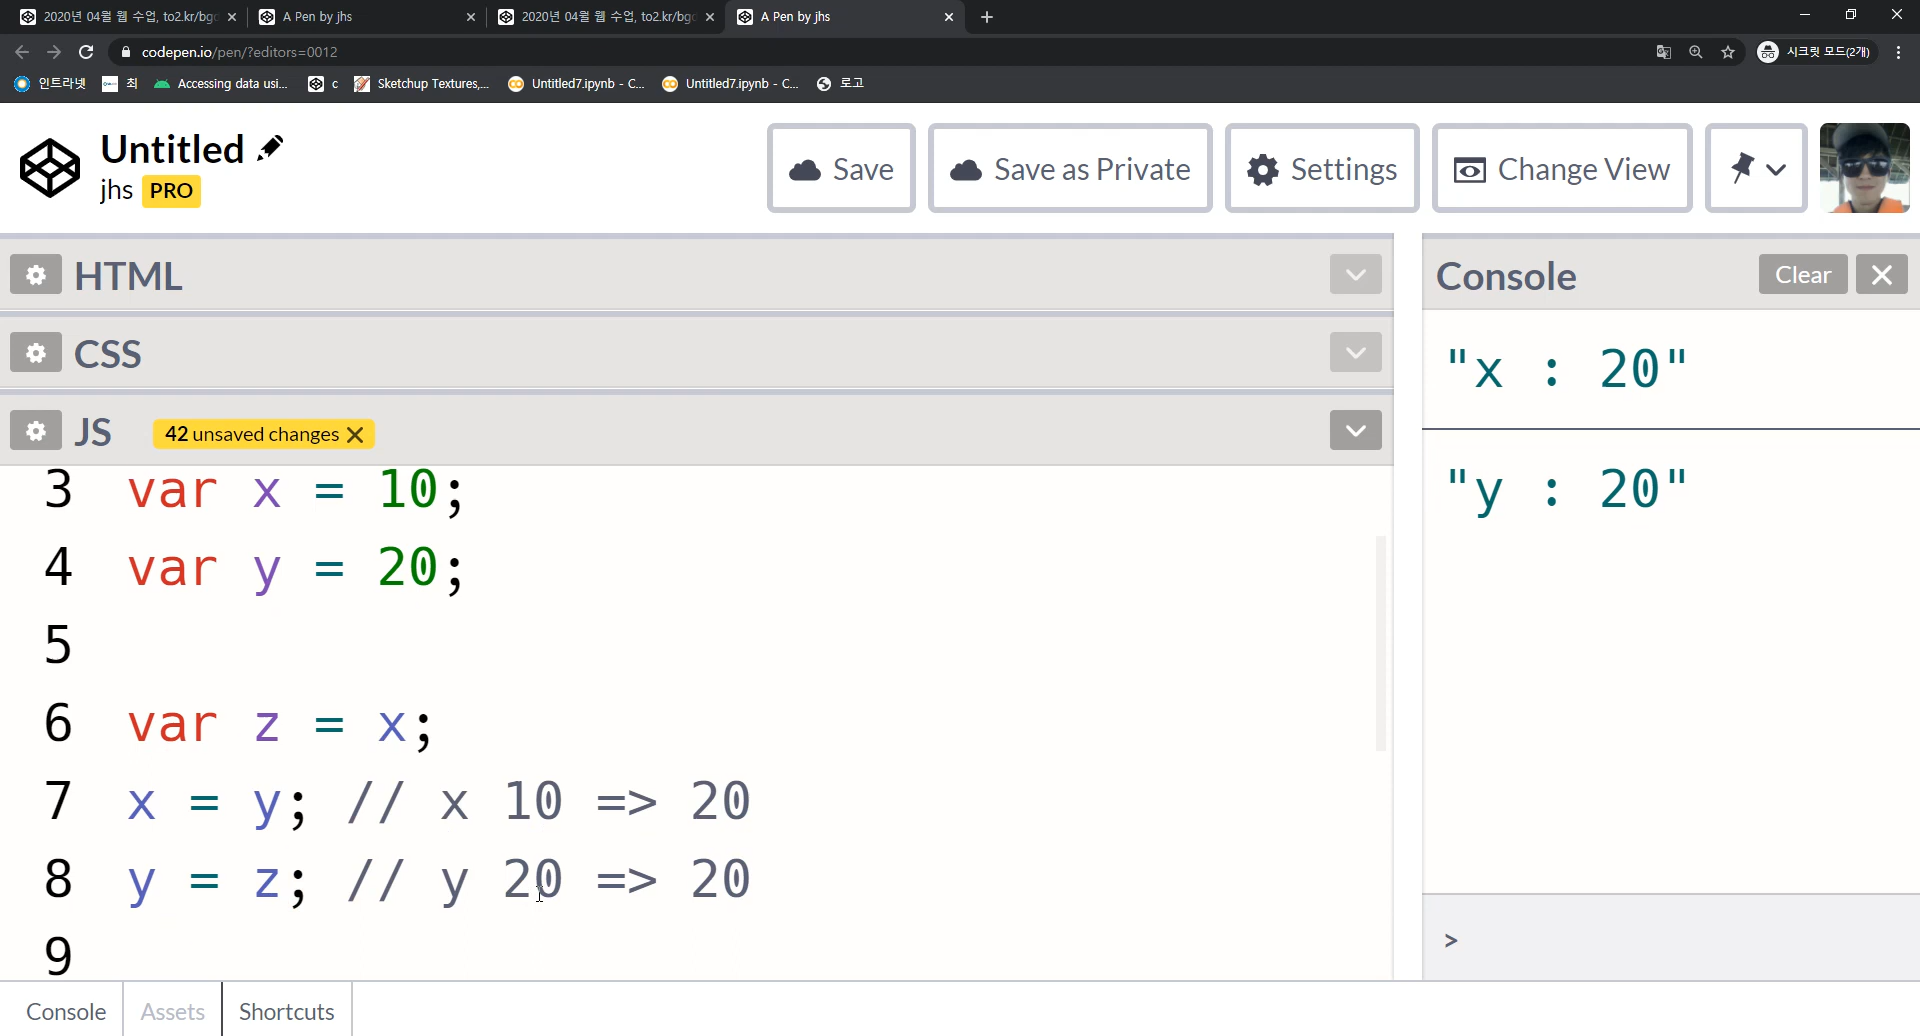 2020년 04월 웹 수업, to2.kr/bgc
A Pen by jhs
2020년 04월 웹 수업, to2.kr/bgc
A Pen by jhs
codepen.io/pen/?editors=0012
시크릿 모드(2개)
인트라넷
최
Accessing data usi...
c
Sketchup Textures,...
Untitled7.ipynb - C...
Untitled7.ipynb - C...
로고
Untitled
jhs PRO
Save
Save as Private
Settings
Change View
HTML
CSS
JS 42 unsaved changes
3 var x = 10;
4 var y = 20;
5
6 var z = x;
7 x = y; // x 10 => 20
8 y = z; // y 20 => 20
9
Console
Clear
"x : 20"
"y : 20"
>
Console
Assets
Shortcuts